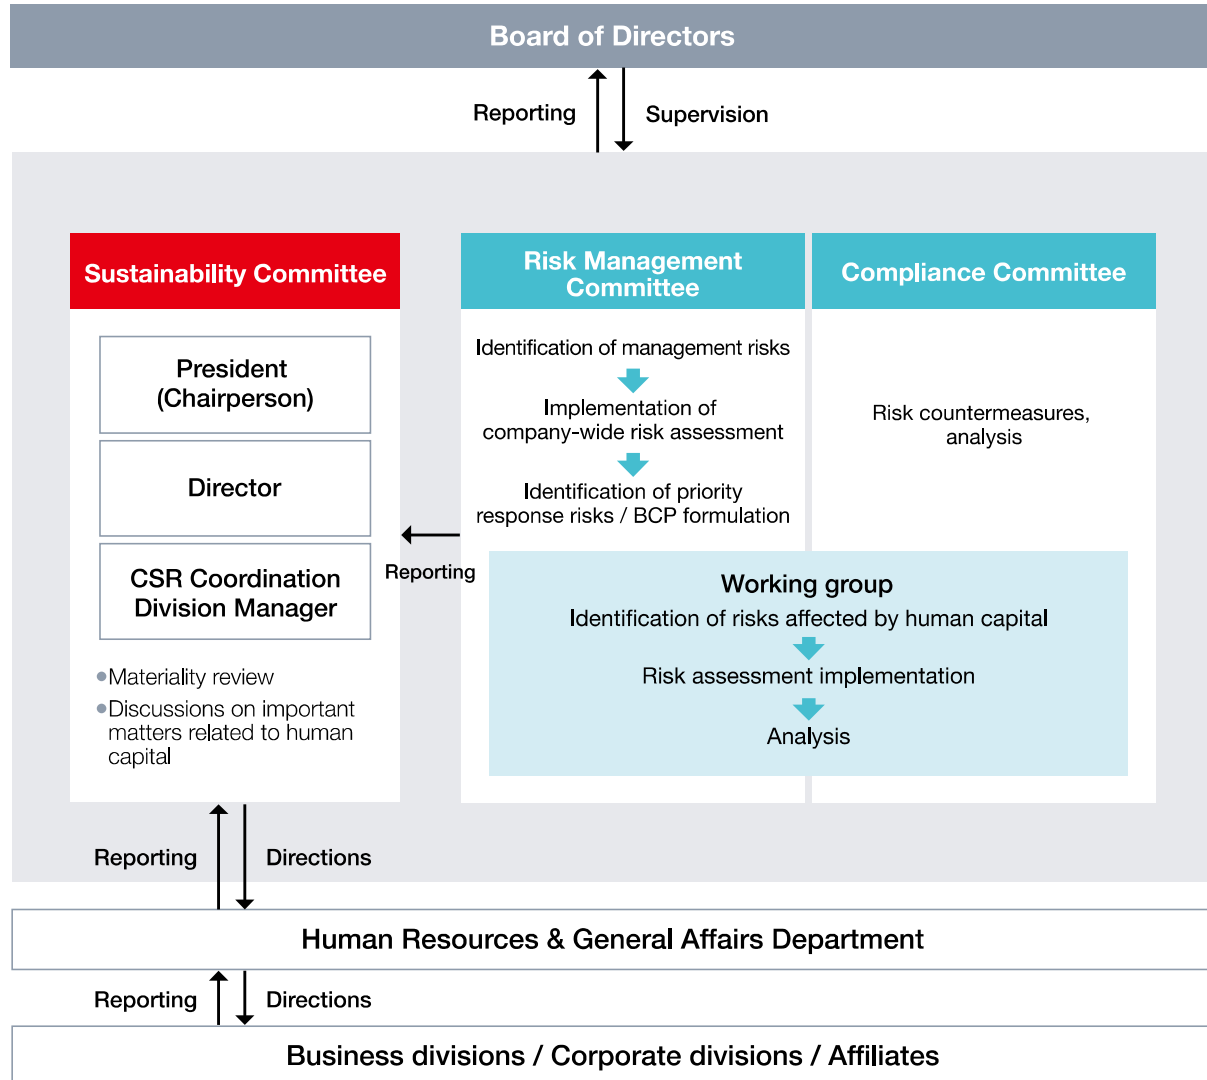 Board of Directors
Reporting
Supervision
Sustainability Committee
President
(Chairperson)
Director
CSR Coordination
Division Manager
●Materiality review
●Discussions on important
matters related to human
capital
Risk Management
Committee
Identification of management risks
Implementation of
company-wide risk assessment
Identification of priority
response risks / BCP formulation
Reporting
Compliance Committee
Risk countermeasures,
analysis
Working group
Identification of risks affected by human capital
Risk assessment implementation
Analysis
Reporting
Directions
Human Resources & General Affairs Department
Reporting
Directions
Business divisions / Corporate divisions / Affiliates